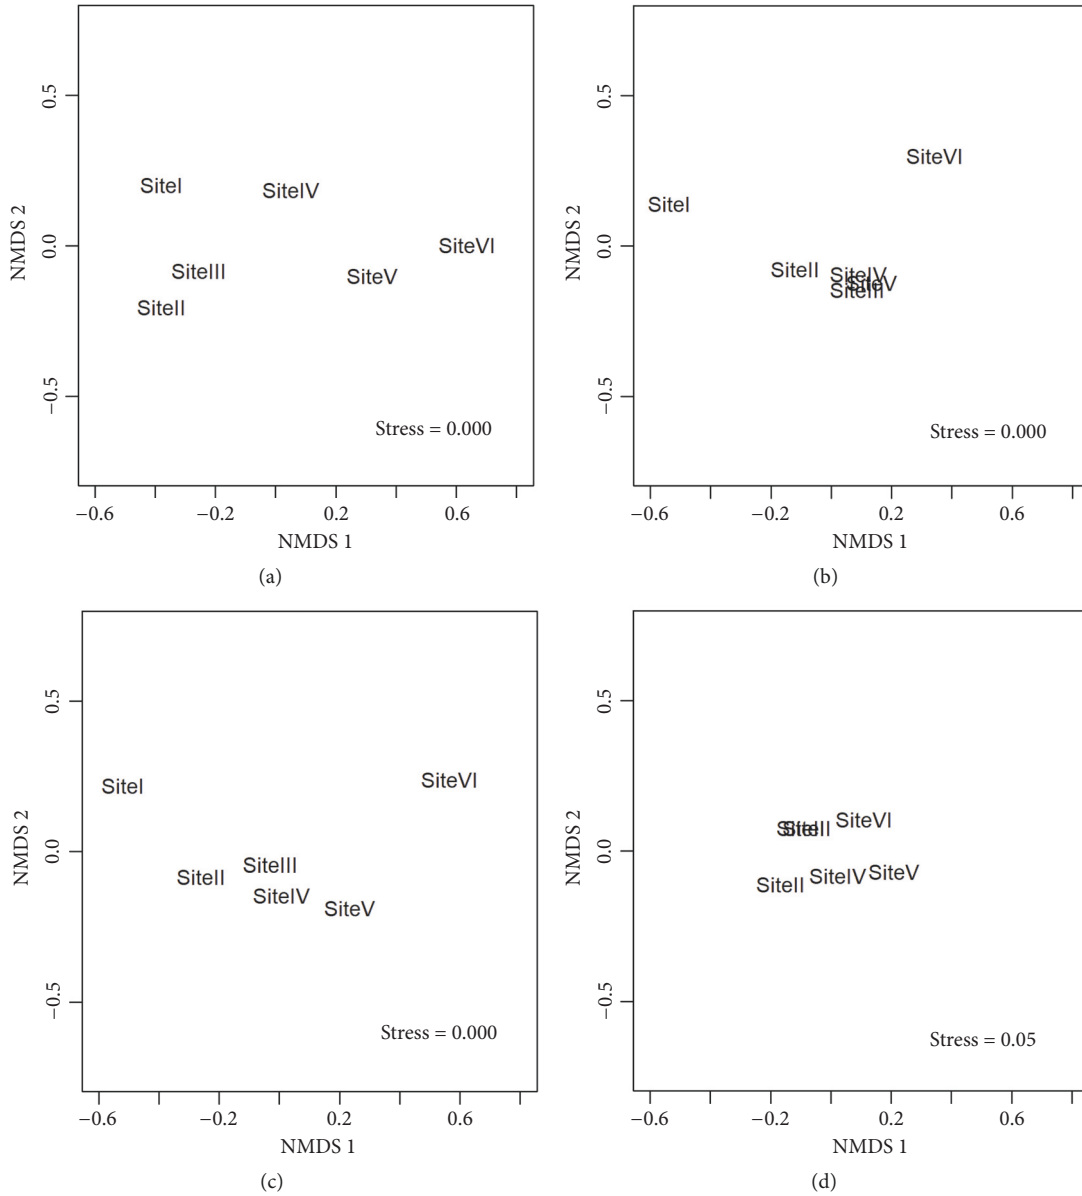 0.5
SiteI
SiteIV
NMDS 2
0.0
SiteVI
SiteIII
SiteV
SiteII
−0.5
Stress = 0.000
−0.6 −0.2 0.2 0.6
NMDS 1
(a)
0.5
SiteVI
SiteI
NMDS 2
0.0
SiteII
SiteIV
SiteV
SiteIII
−0.5
Stress = 0.000
−0.6 −0.2 0.2 0.6
NMDS 1
(b)
0.5
SiteI
SiteVI
NMDS 2
0.0
SiteIII
SiteII
SiteIV
SiteV
−0.5
Stress = 0.000
−0.6 −0.2 0.2 0.6
NMDS 1
(c)
0.5
SiteVI
SiteI
SiteIII
NMDS 2
0.0
SiteV
SiteIV
SiteII
−0.5
Stress = 0.05
−0.6 −0.2 0.2 0.6
NMDS 1
(d)